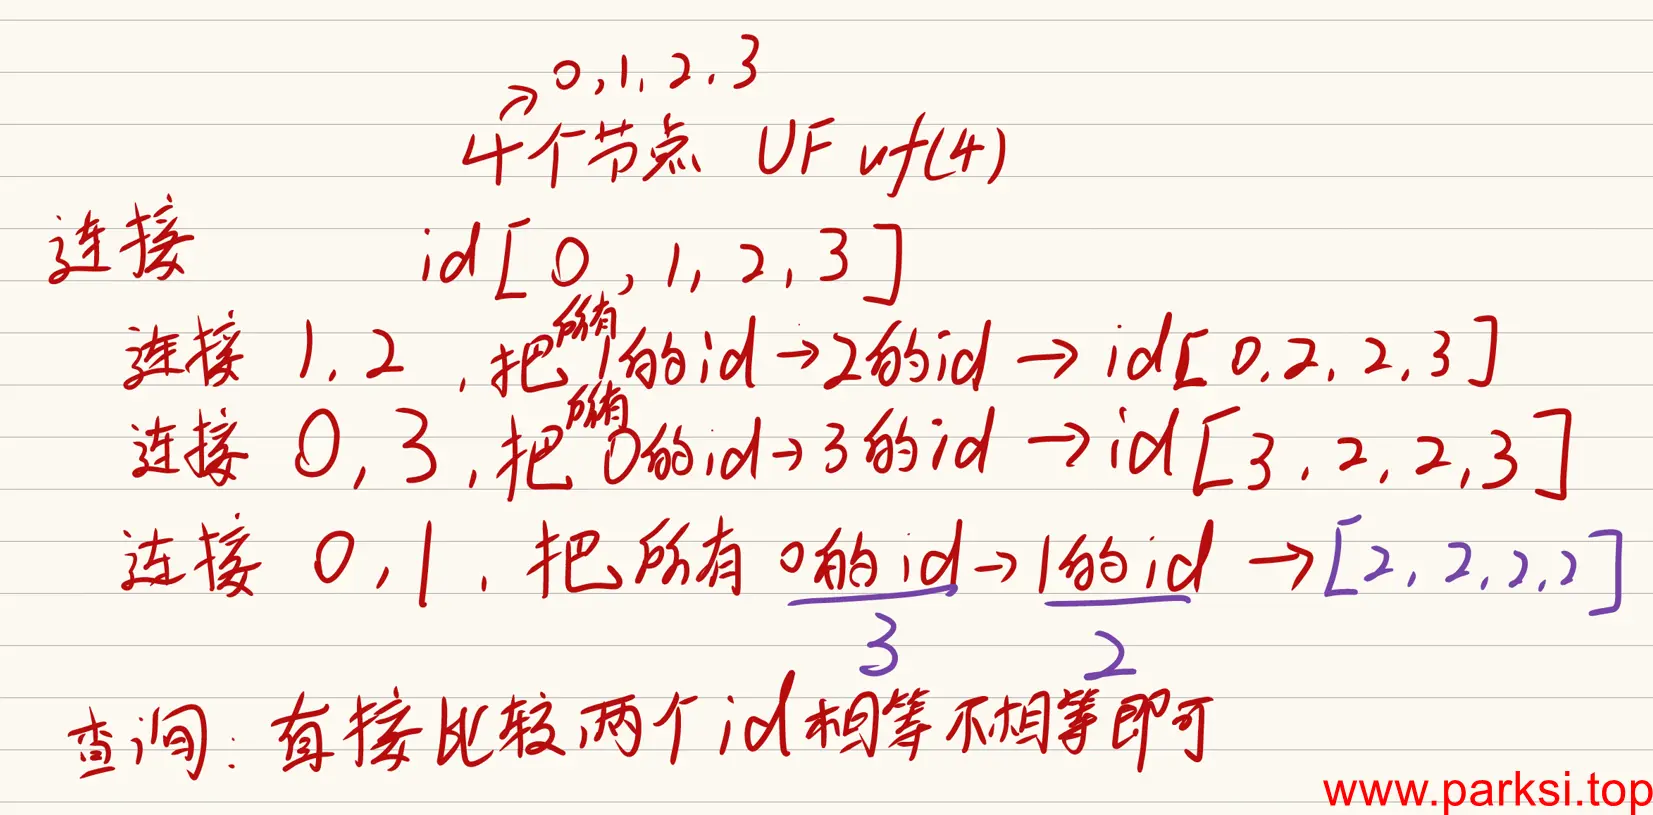 0,1,2,3
4个节点 UF uf(4)
连接 id[0,1,2,3]
连接 1,2,把所有1的id→2的id→id[0,2,2,3]
连接 0,3,把所有0的id→3的id→id[3,2,2,3]
连接 0,1,把所有0的id→1的id→[2,2,2,2]
3 2
查询:直接比较两个id相等不相等即可
www.parksi.top